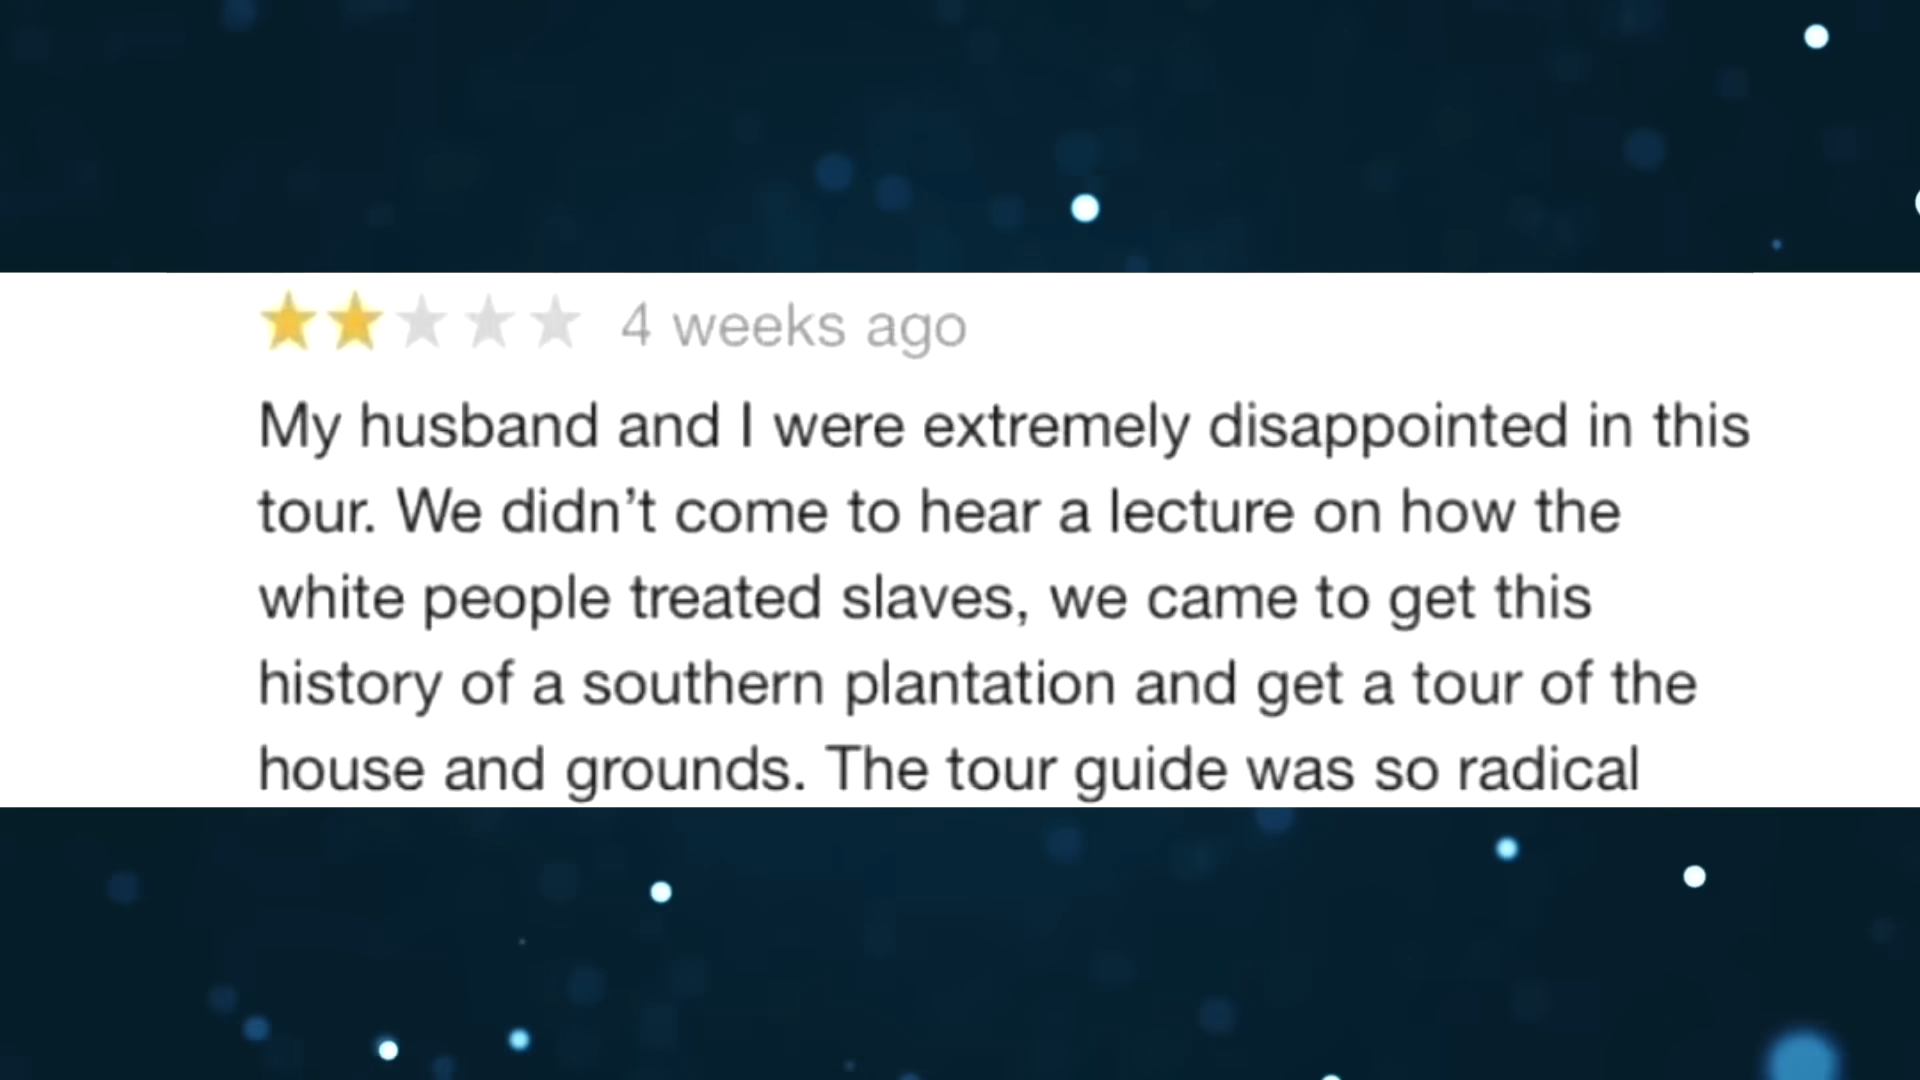 4 weeks ago
My husband and I were extremely disappointed in this
tour. We didn’t come to hear a lecture on how the
white people treated slaves, we came to get this
history of a southern plantation and get a tour of the
house and grounds. The tour guide was so radical